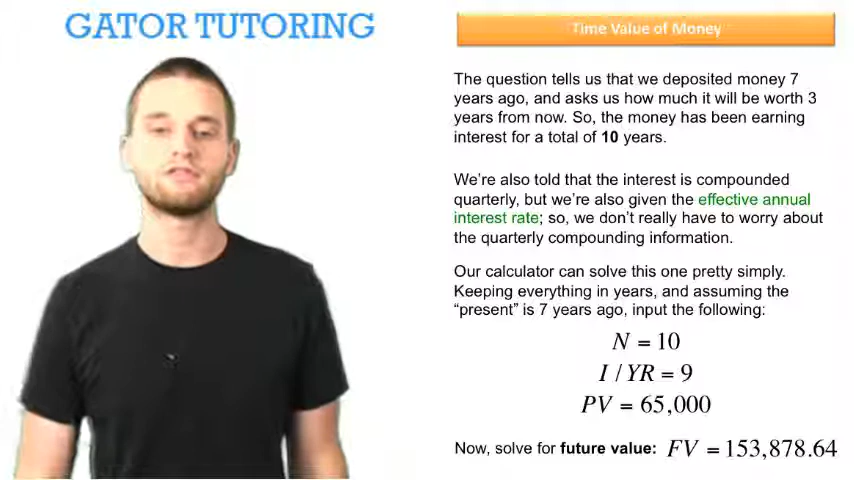 GATOR TUTORING
Time Value of Money
The question tells us that we deposited money 7
years ago, and asks us how much it will be worth 3
years from now. So, the money has been earning
interest for a total of 10 years.
We're also told that the interest is compounded
quarterly, but we're also given the effective annual
interest rate; so, we don't really have to worry about
the quarterly compounding information.
Our calculator can solve this one pretty simply.
Keeping everything in years, and assuming the
“present” is 7 years ago, input the following:
N = 10
I / YR = 9
PV = 65,000
Now, solve for future value: FV = 153,878.64